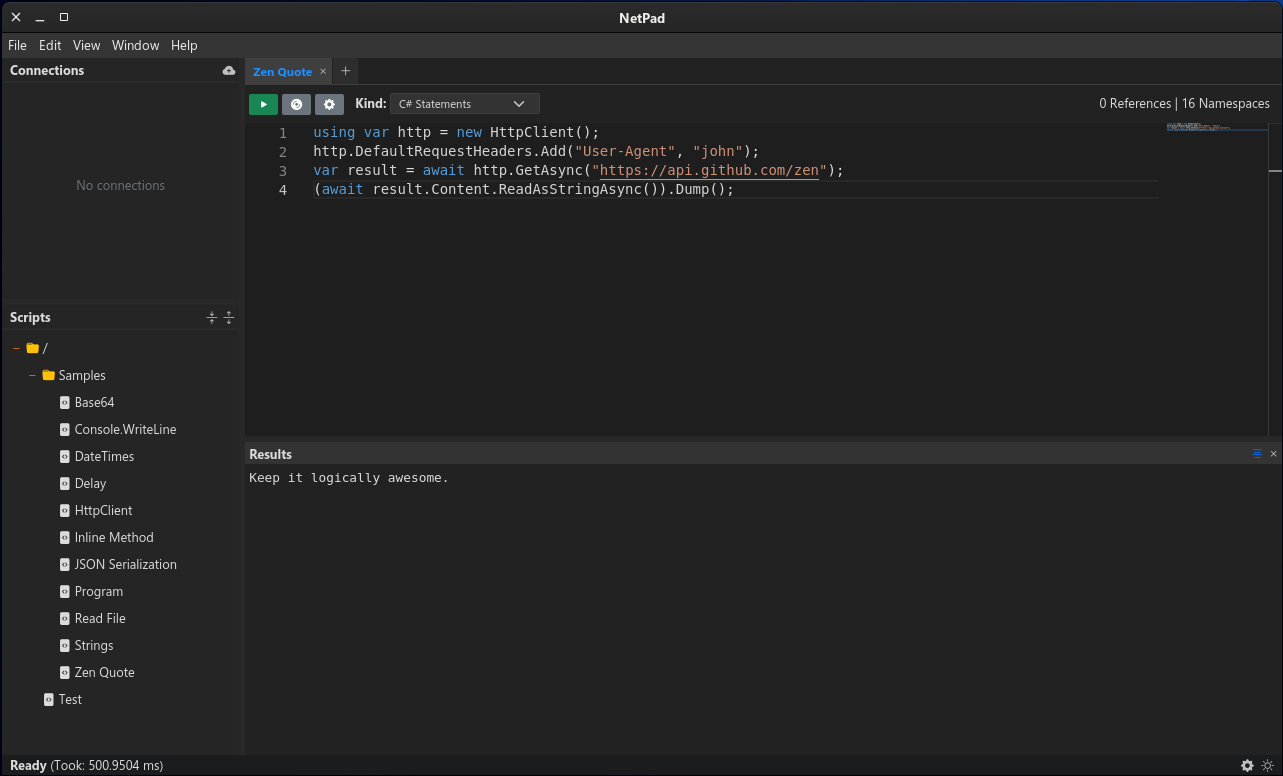 NetPad
File Edit View Window Help
Connections
No connections
Scripts
/
Samples
Base64
Console.WriteLine
DateTimes
Delay
HttpClient
Inline Method
JSON Serialization
Program
Read File
Strings
Zen Quote
Test
Zen Quote × +
Kind: C# Statements
0 References | 16 Namespaces
1 using var http = new HttpClient();
2 http.DefaultRequestHeaders.Add("User-Agent", "john");
3 var result = await http.GetAsync("https://api.github.com/zen");
4 (await result.Content.ReadAsStringAsync()).Dump();
Results
Keep it logically awesome.
Ready (Took: 500.9504 ms)